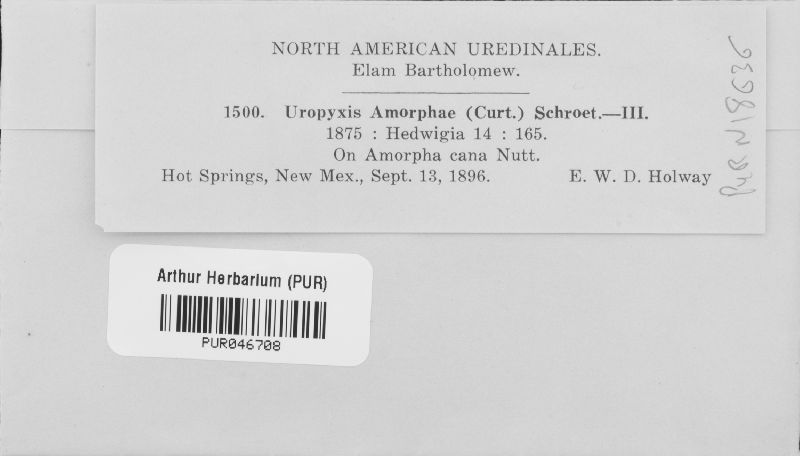 NORTH AMERICAN UREDINALES.
Elam Bartholomew.
1500. Uropyxis Amorphae (Curt.) Schroet.—III.
1875 : Hedwigia 14 : 165.
On Amorpha cana Nutt.
Hot Springs, New Mex., Sept. 13, 1896. E. W. D. Holway
PUR N18636
Arthur Herbarium (PUR)
PUR046708